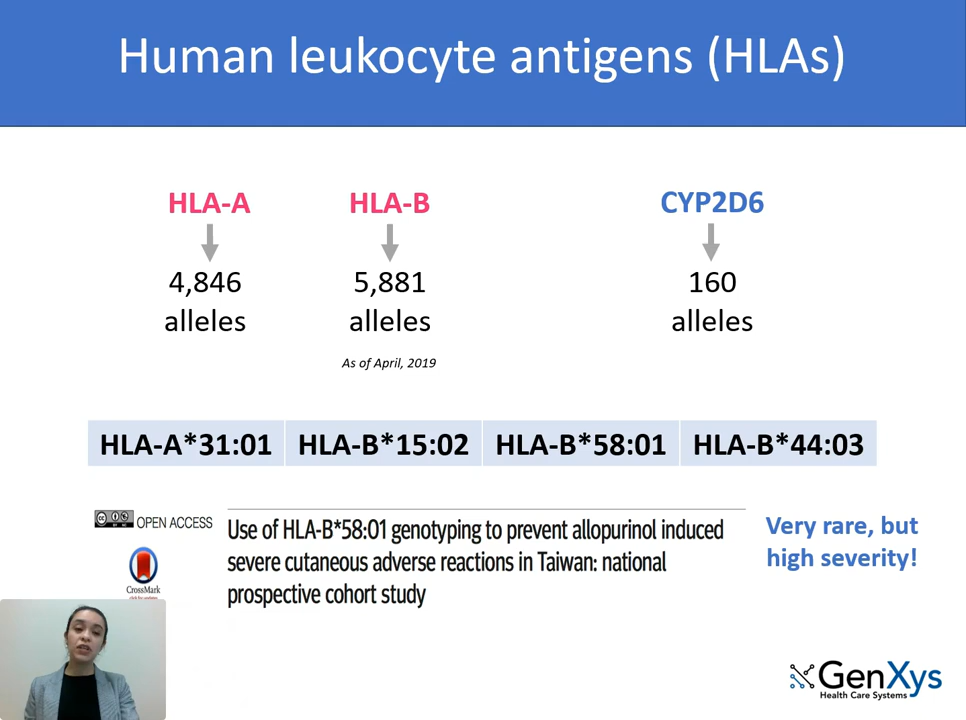 Human leukocyte antigens (HLAs)
HLA-A HLA-B CYP2D6
4,846 5,881 160
alleles alleles alleles
As of April, 2019
HLA-A*31:01 HLA-B*15:02 HLA-B*58:01 HLA-B*44:03
OPEN ACCESS
Use of HLA-B*58:01 genotyping to prevent allopurinol induced
severe cutaneous adverse reactions in Taiwan: national
prospective cohort study
CrossMark
Very rare, but
high severity!
GenXys
Health Care Systems